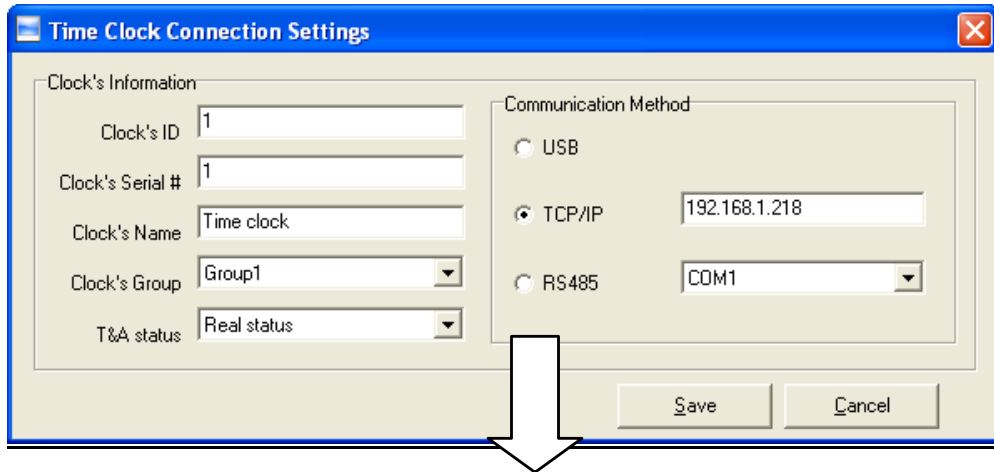 Time Clock Connection Settings
Clock's Information
Clock's ID 1
Clock's Serial # 1
Clock's Name Time clock
Clock's Group Group1
T&A status Real status
Communication Method
USB
TCP/IP 192.168.1.218
RS485 COM1
Save Cancel